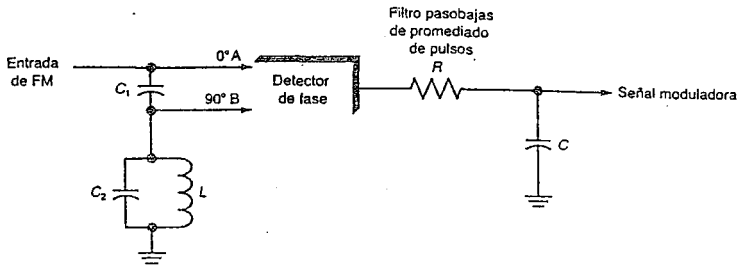 Filtro pasobajas
de promediado
de pulsos
R
Entrada
de FM
0° A
C1
90° B
Detector
de fase
Señal moduladora
C
C2
L